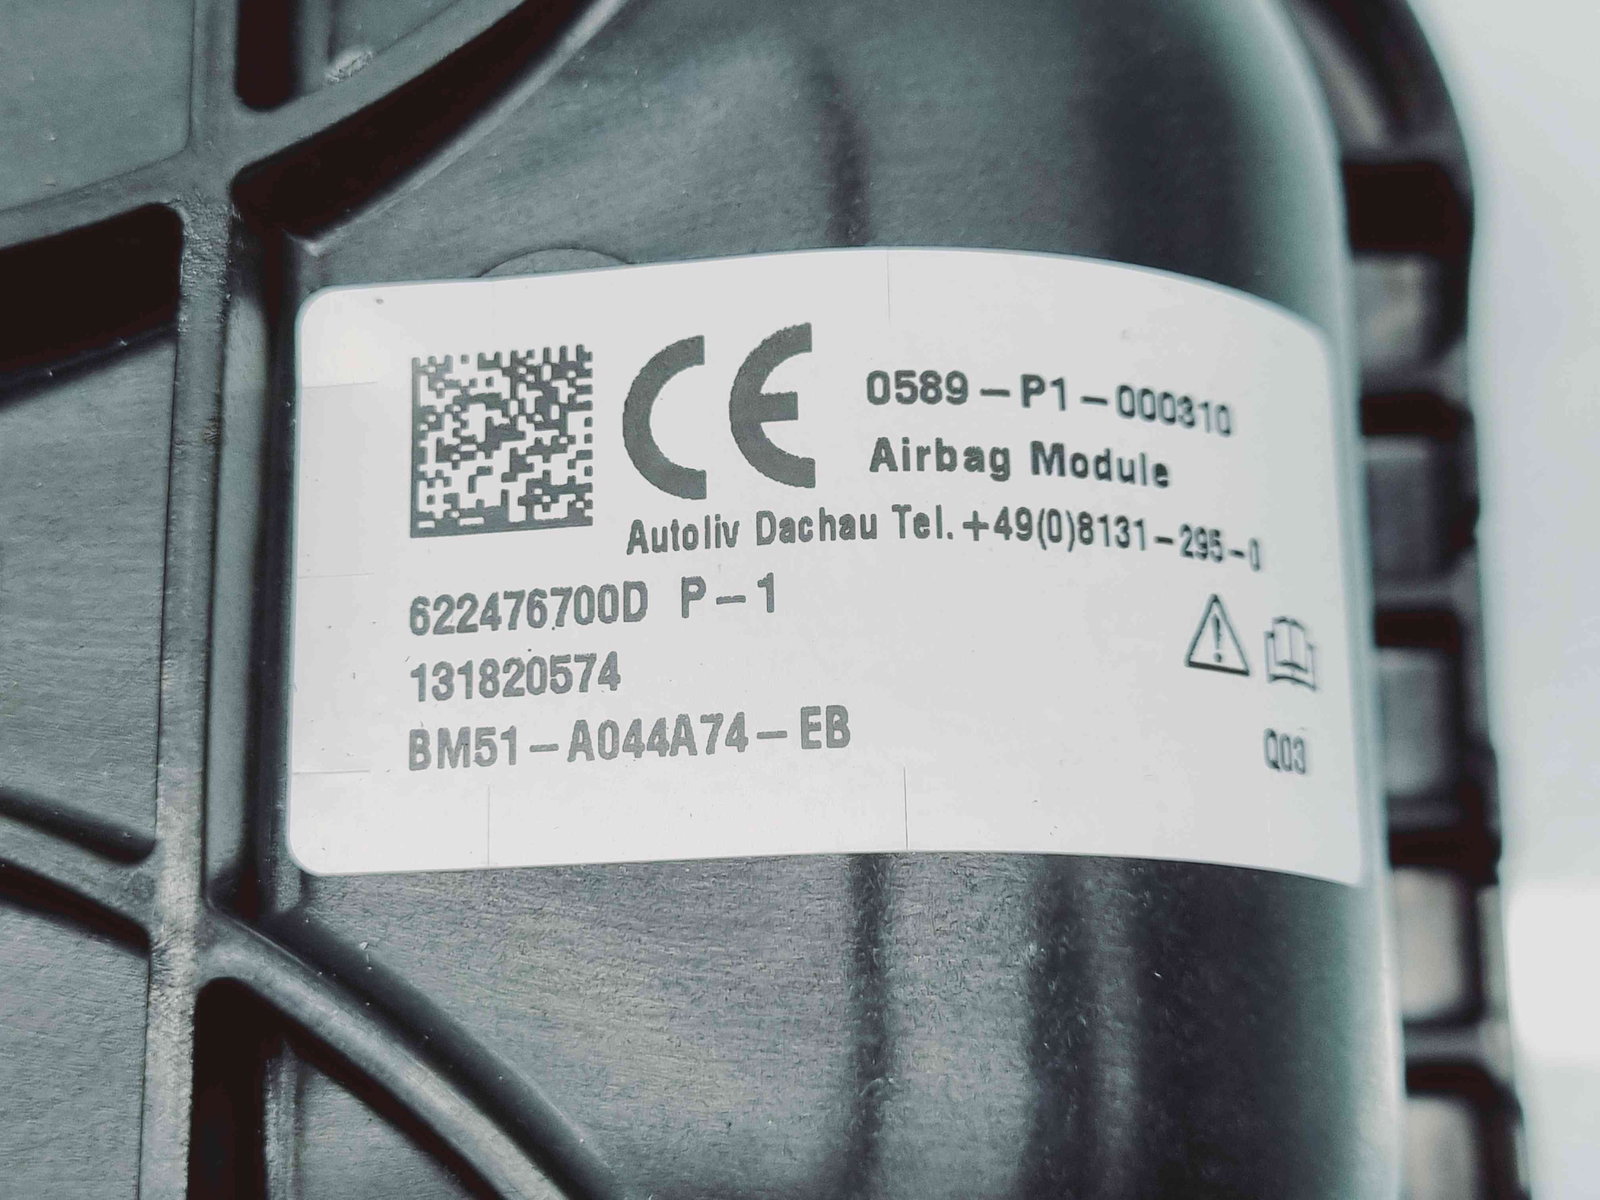 CE 0589-P1-000310
Airbag Module
Autoliv Dachau Tel. +49(0)8131-295-0
622476700D P-1
131820574
BM51-A044A74-EB
Q03